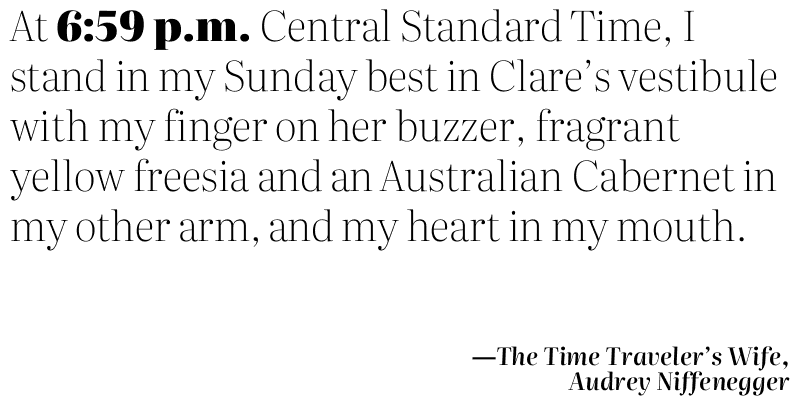 At 6:59 p.m. Central Standard Time, I
stand in my Sunday best in Clare’s vestibule
with my finger on her buzzer, fragrant
yellow freesia and an Australian Cabernet in
my other arm, and my heart in my mouth.
—The Time Traveler’s Wife,
Audrey Niffenegger